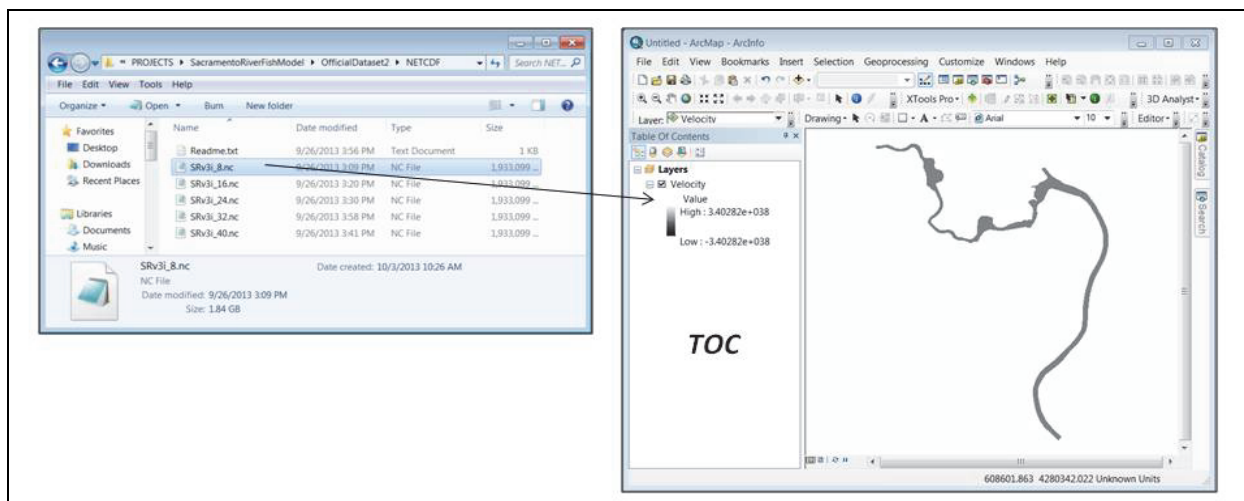 « PROJECTS ▸ SacramentoRiverFishModel ▸ OfficialDataset2 ▸ NETCDF
Search NET...
File Edit View Tools Help
Organize Open Burn New folder
Favorites
Desktop
Downloads
Recent Places
Libraries
Documents
Music
Name Date modified Type Size
Readme.txt 9/26/2013 3:56 PM Text Document 1 KB
SRv3i_8.nc 9/26/2013 3:09 PM NC File 1,933,099 ...
SRv3i_16.nc 9/26/2013 3:20 PM NC File 1,933,099 ...
SRv3i_24.nc 9/26/2013 3:30 PM NC File 1,933,099 ...
SRv3i_32.nc 9/26/2013 3:58 PM NC File 1,933,099 ...
SRv3i_40.nc 9/26/2013 3:41 PM NC File 1,933,099 ...
SRv3i_8.nc Date created: 10/3/2013 10:26 AM
NC File
Date modified: 9/26/2013 3:09 PM
Size: 1.84 GB
Untitled - ArcMap - ArcInfo
File Edit View Bookmarks Insert Selection Geoprocessing Customize Windows Help
XTools Pro 3D Analyst
Layer: Velocity Drawing A Arial 10 Editor
Table Of Contents
Layers
Velocity
Value
High : 3.40282e+038
Low : -3.40282e+038
TOC
Catalog
Search
608601.863 4280342.022 Unknown Units